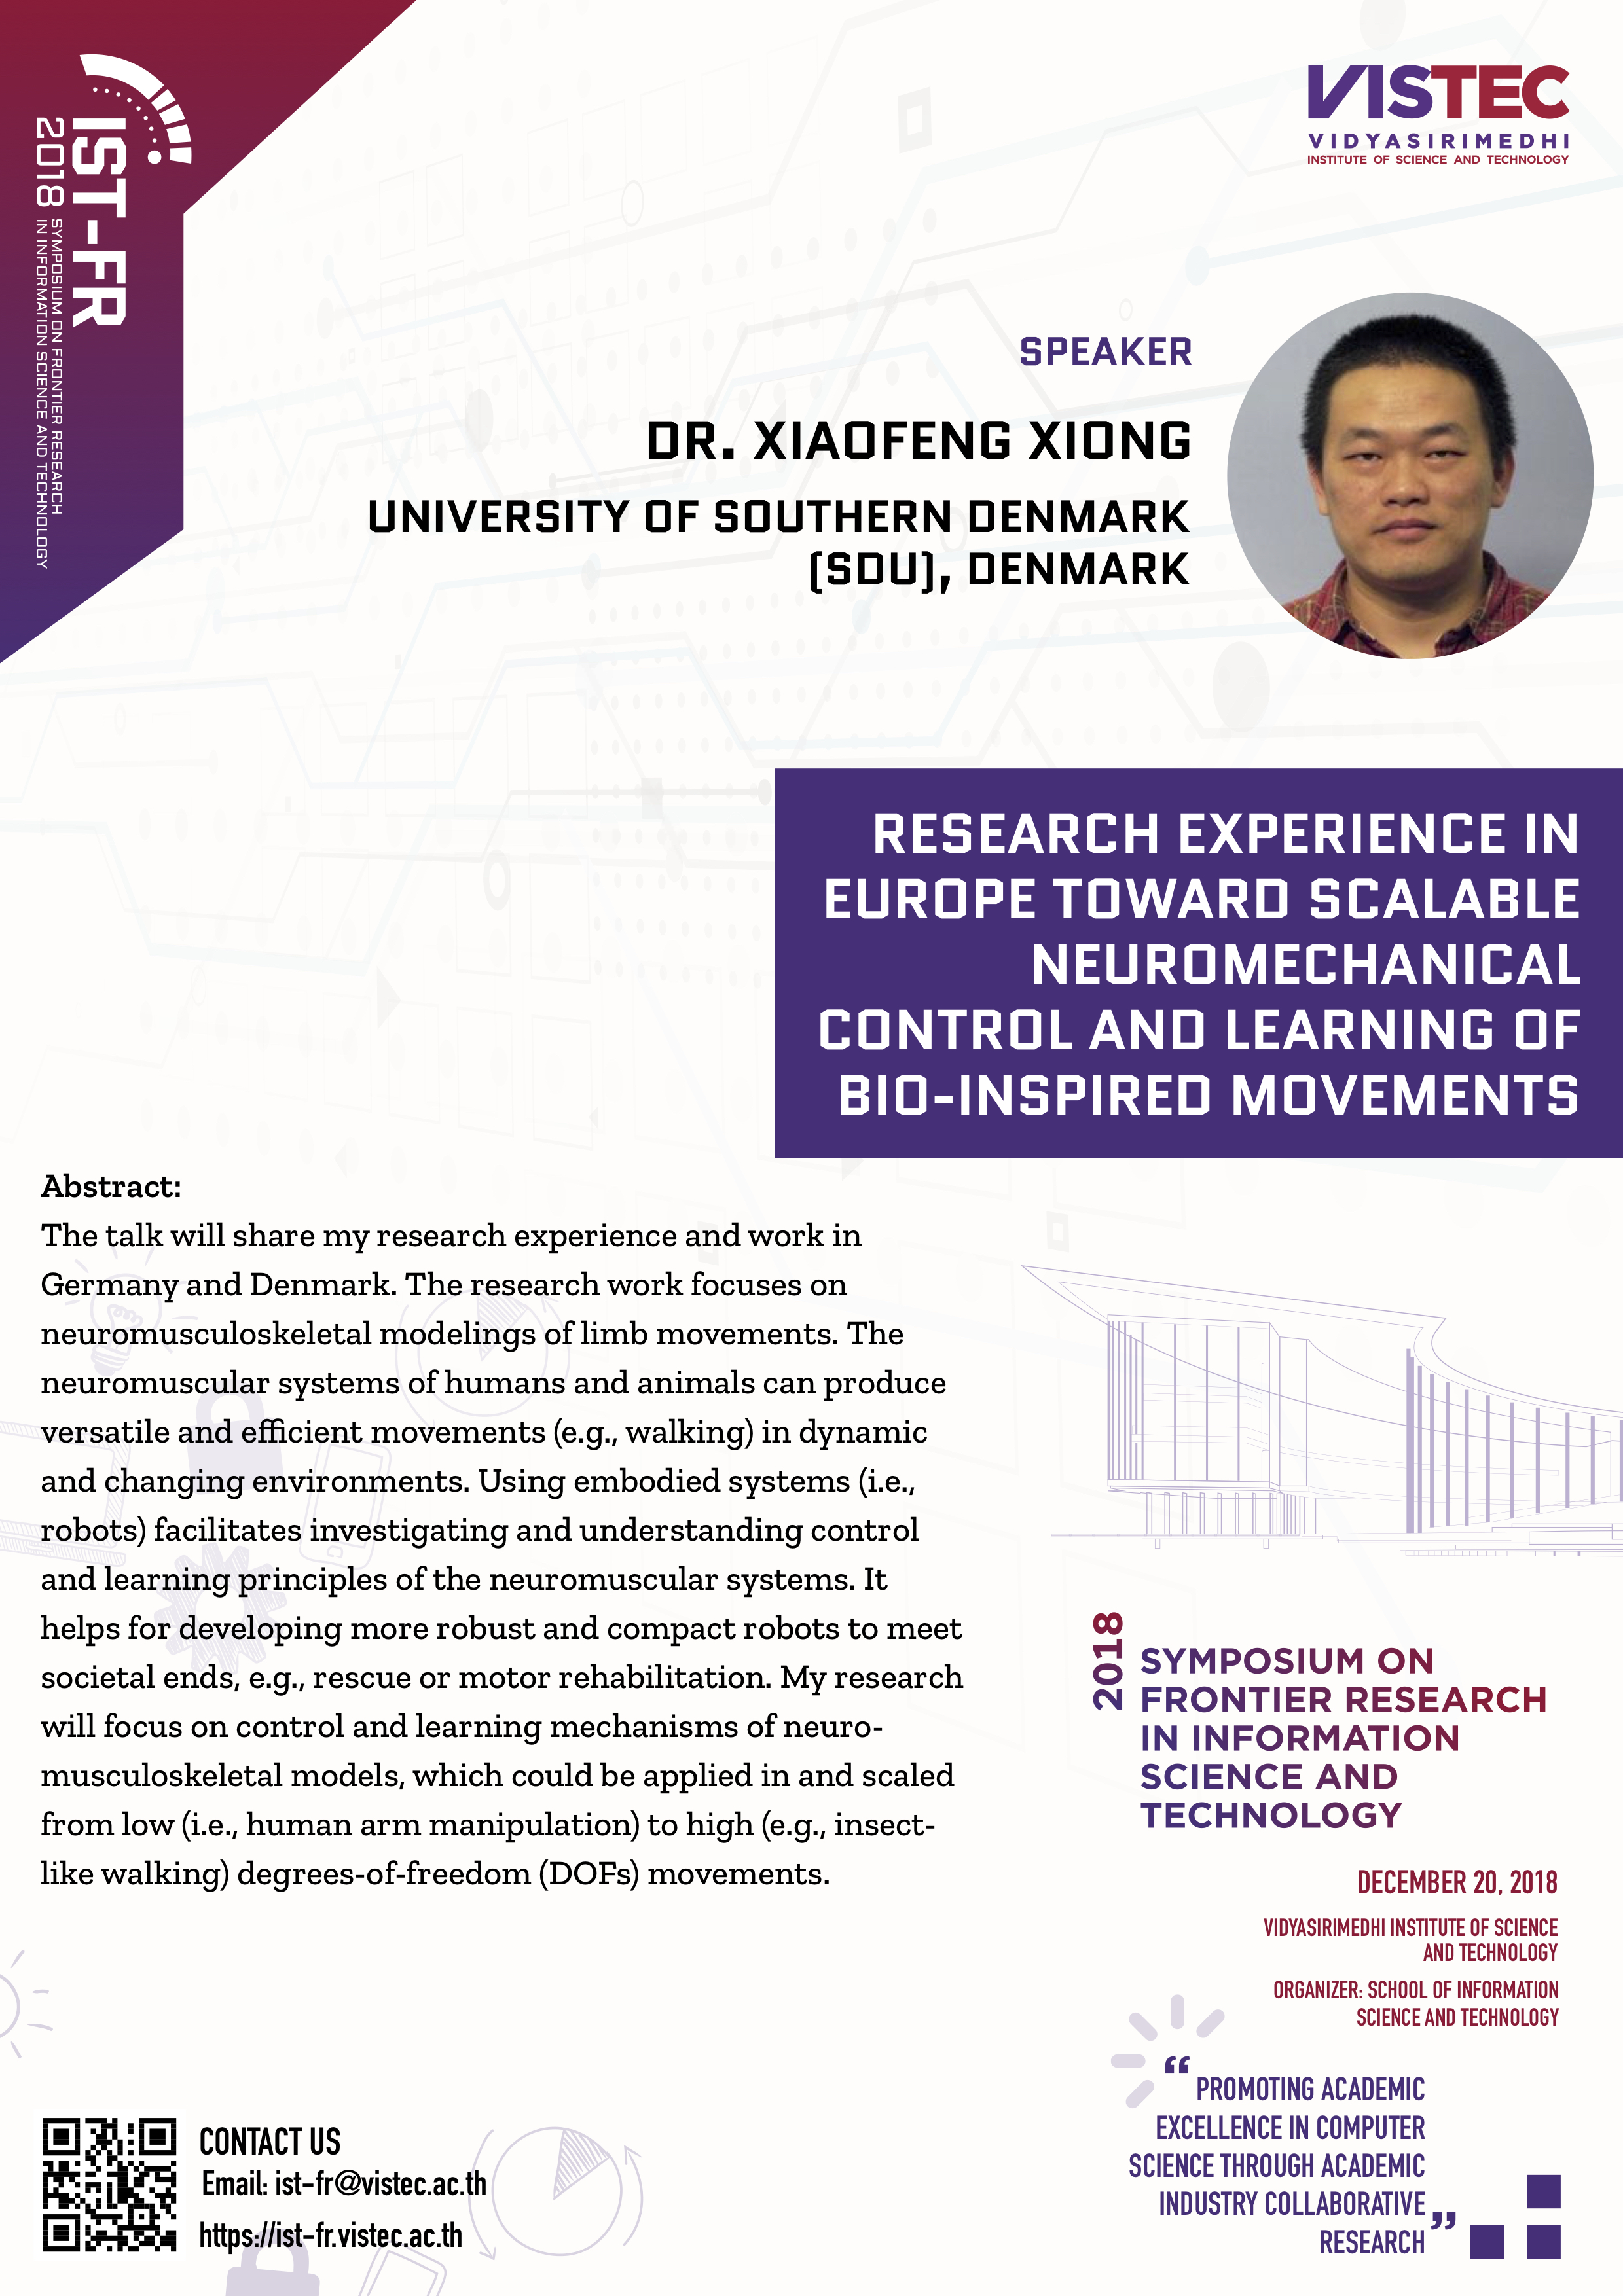 IST-FR
2018 SYMPOSIUM ON FRONTIER RESEARCH
IN INFORMATION SCIENCE AND TECHNOLOGY
VISTEC
VIDYASIRIMEDHI
INSTITUTE OF SCIENCE AND TECHNOLOGY
SPEAKER
DR. XIAOFENG XIONG
UNIVERSITY OF SOUTHERN DENMARK
(SDU), DENMARK
RESEARCH EXPERIENCE IN
EUROPE TOWARD SCALABLE
NEUROMECHANICAL
CONTROL AND LEARNING OF
BIO-INSPIRED MOVEMENTS
Abstract:
The talk will share my research experience and work in
Germany and Denmark. The research work focuses on
neuromusculoskeletal modelings of limb movements. The
neuromuscular systems of humans and animals can produce
versatile and efficient movements (e.g., walking) in dynamic
and changing environments. Using embodied systems (i.e.,
robots) facilitates investigating and understanding control
and learning principles of the neuromuscular systems. It
helps for developing more robust and compact robots to meet
societal ends, e.g., rescue or motor rehabilitation. My research
will focus on control and learning mechanisms of neuro-
musculoskeletal models, which could be applied in and scaled
from low (i.e., human arm manipulation) to high (e.g., insect-
like walking) degrees-of-freedom (DOFs) movements.
2018
SYMPOSIUM ON
FRONTIER RESEARCH
IN INFORMATION
SCIENCE AND
TECHNOLOGY
DECEMBER 20, 2018
VIDYASIRIMEDHI INSTITUTE OF SCIENCE
AND TECHNOLOGY
ORGANIZER: SCHOOL OF INFORMATION
SCIENCE AND TECHNOLOGY
“PROMOTING ACADEMIC
EXCELLENCE IN COMPUTER
SCIENCE THROUGH ACADEMIC
INDUSTRY COLLABORATIVE
RESEARCH”
CONTACT US
Email: ist-fr@vistec.ac.th
https://ist-fr.vistec.ac.th